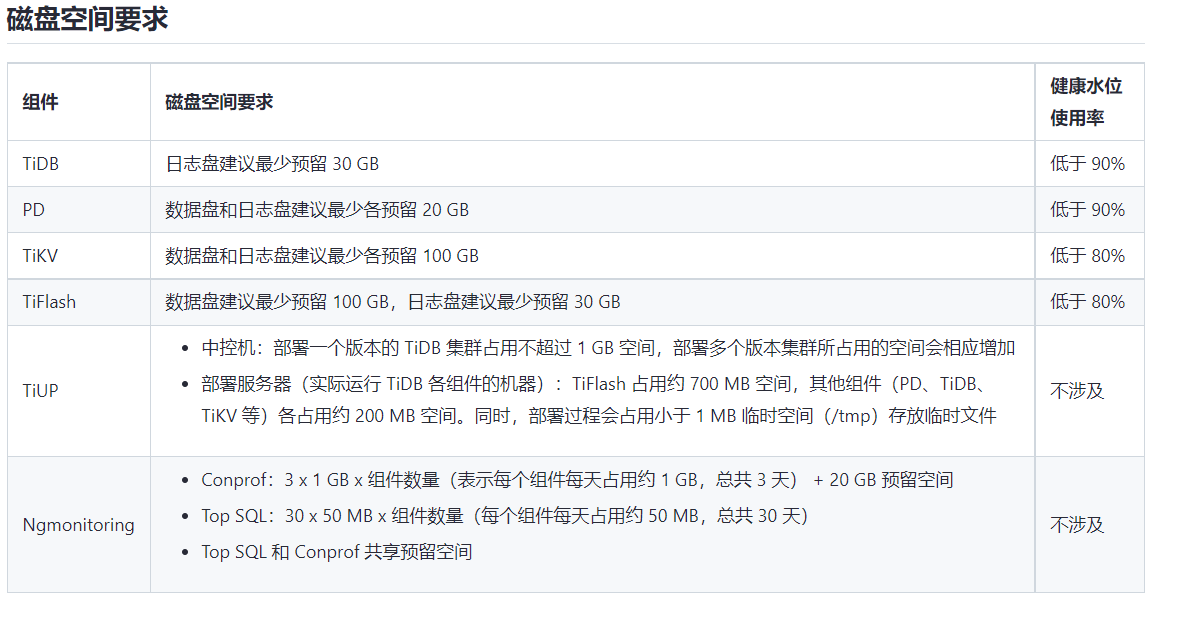 磁盘空间要求
组件
磁盘空间要求
健康水位
使用率
TiDB
日志盘建议最少预留 30 GB
低于 90%
PD
数据盘和日志盘建议最少各预留 20 GB
低于 90%
TiKV
数据盘和日志盘建议最少各预留 100 GB
低于 80%
TiFlash
数据盘建议最少预留 100 GB，日志盘建议最少预留 30 GB
低于 80%
TiUP
• 中控机：部署一个版本的 TiDB 集群占用不超过 1 GB 空间，部署多个版本集群所占用的空间会相应增加
• 部署服务器（实际运行 TiDB 各组件的机器）：TiFlash 占用约 700 MB 空间，其他组件（PD、TiDB、
TiKV 等）各占用约 200 MB 空间。同时，部署过程会占用小于 1 MB 临时空间（/tmp）存放临时文件
不涉及
Ngmonitoring
• Conprof：3 x 1 GB x 组件数量（表示每个组件每天占用约 1 GB，总共 3 天） + 20 GB 预留空间
• Top SQL：30 x 50 MB x 组件数量（每个组件每天占用约 50 MB，总共 30 天）
• Top SQL 和 Conprof 共享预留空间
不涉及